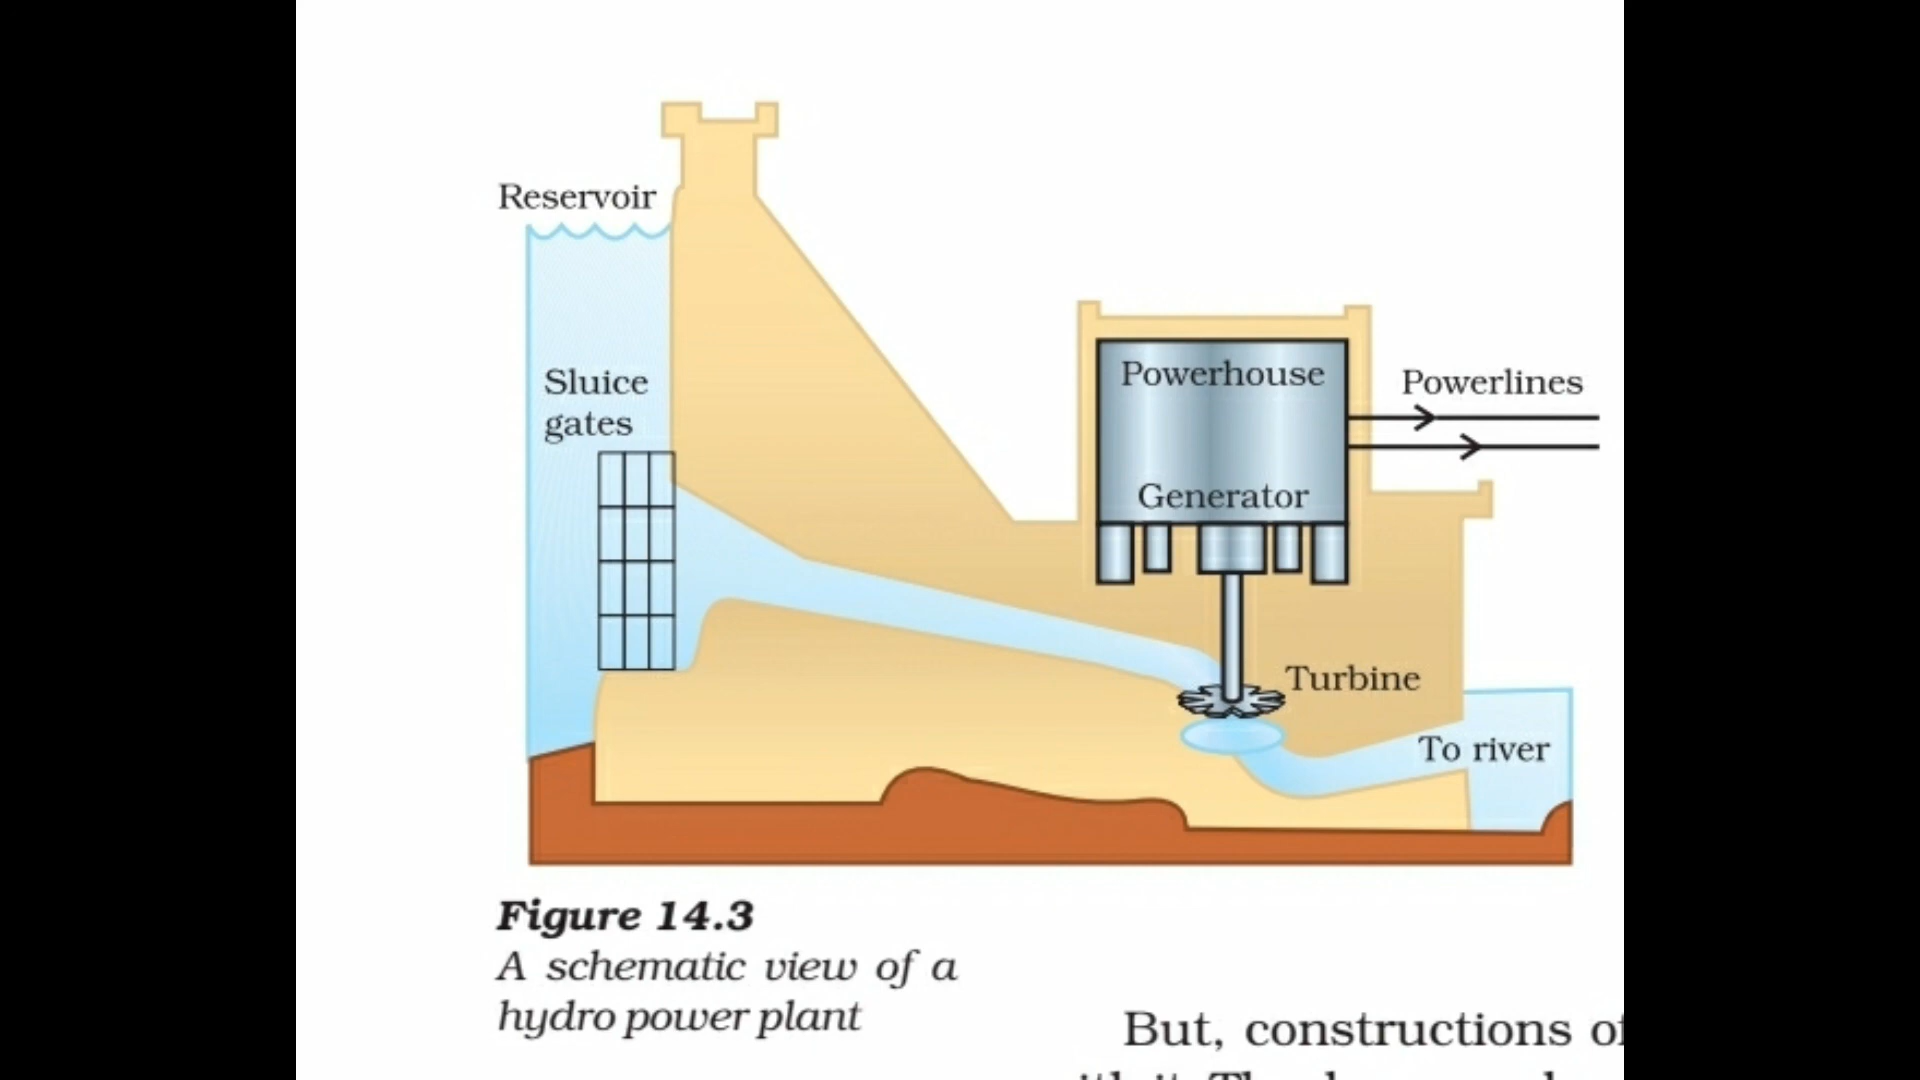 Reservoir
Sluice
gates
Powerhouse
Powerlines
Generator
Turbine
To river
Figure 14.3
A schematic view of a
hydro power plant
But, constructions of